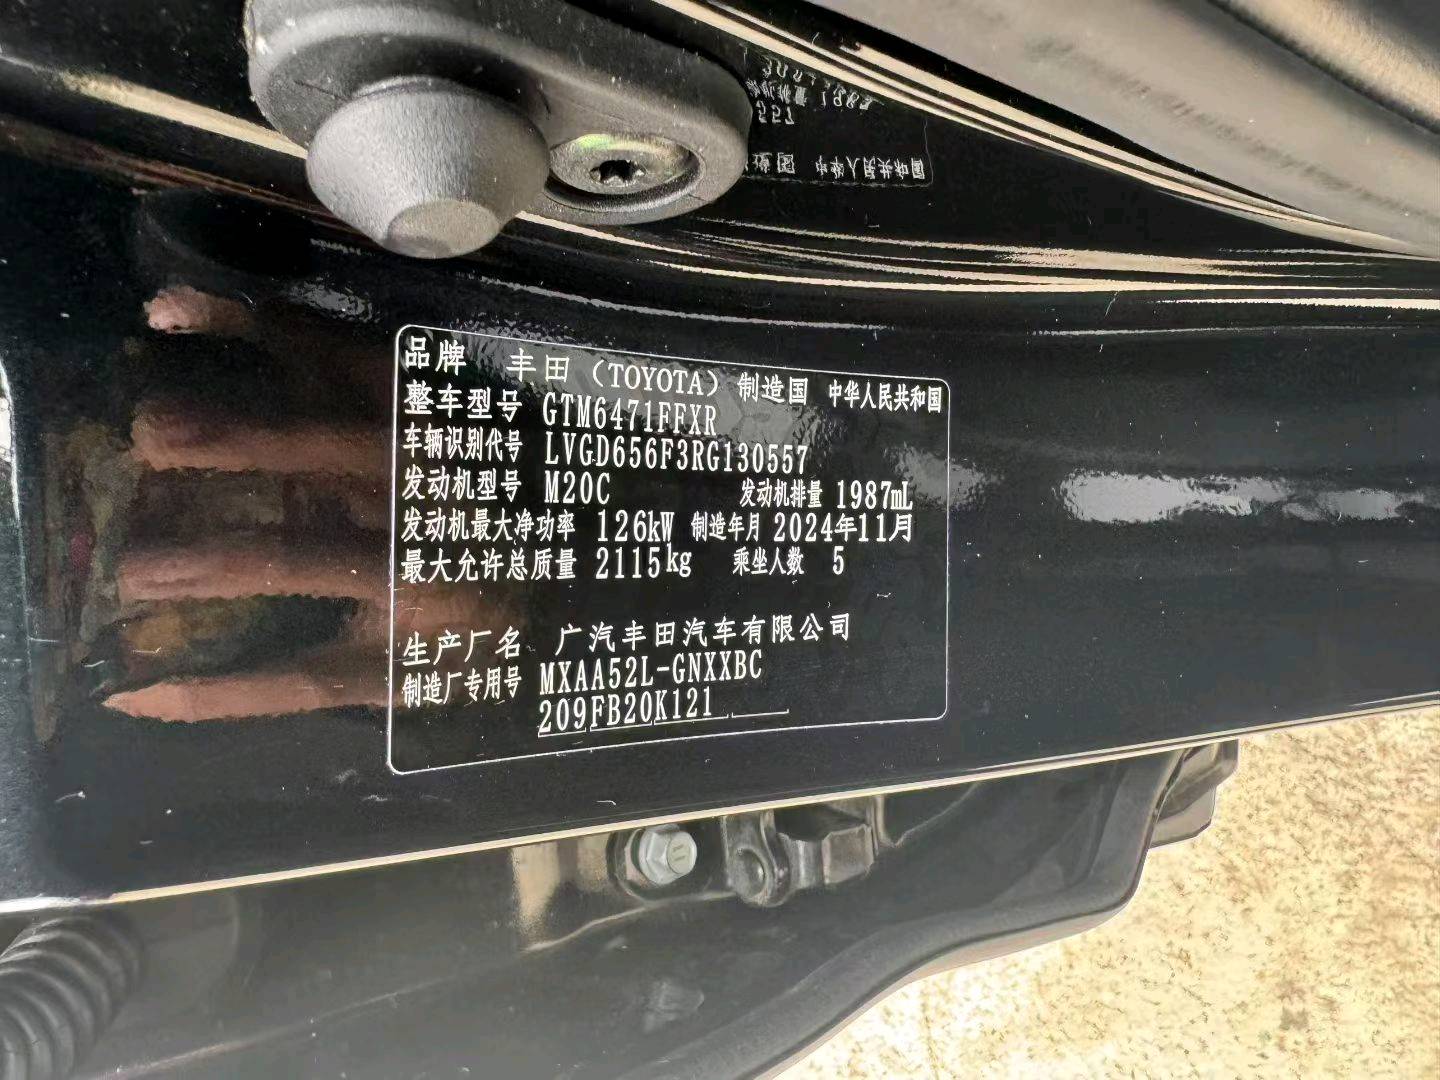 品牌 丰田（TOYOTA） 制造国 中华人民共和国
整车型号 GTM6471FFXR
车辆识别代号 LVGD656F3RG130557
发动机型号 M20C 发动机排量 1987mL
发动机最大净功率 126kW 制造年月 2024年11月
最大允许总质量 2115kg 乘坐人数 5
生产厂名 广汽丰田汽车有限公司
制造厂专用号 MXAA52L-GNXXBC
209FB20K121